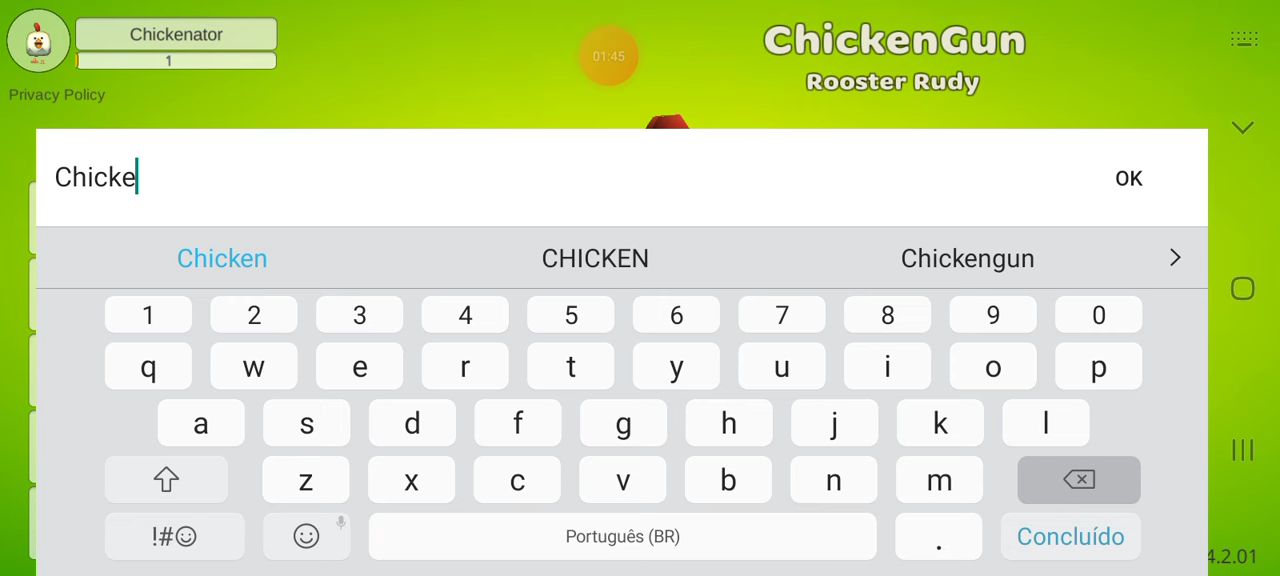 Chickenator
1
Privacy Policy
01:45
ChickenGun
Rooster Rudy
Chicke
OK
Chicken
CHICKEN
Chickengun
1 2 3 4 5 6 7 8 9 0
q w e r t y u i o p
a s d f g h j k l
z x c v b n m
!#☺
Português (BR)
.
Concluído
4.2.01